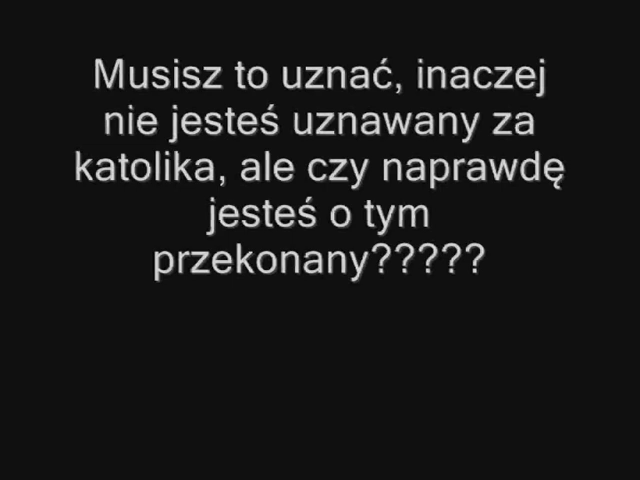 Musisz to uznać, inaczej
nie jesteś uznawany za
katolika, ale czy naprawdę
jesteś o tym
przekonany?????